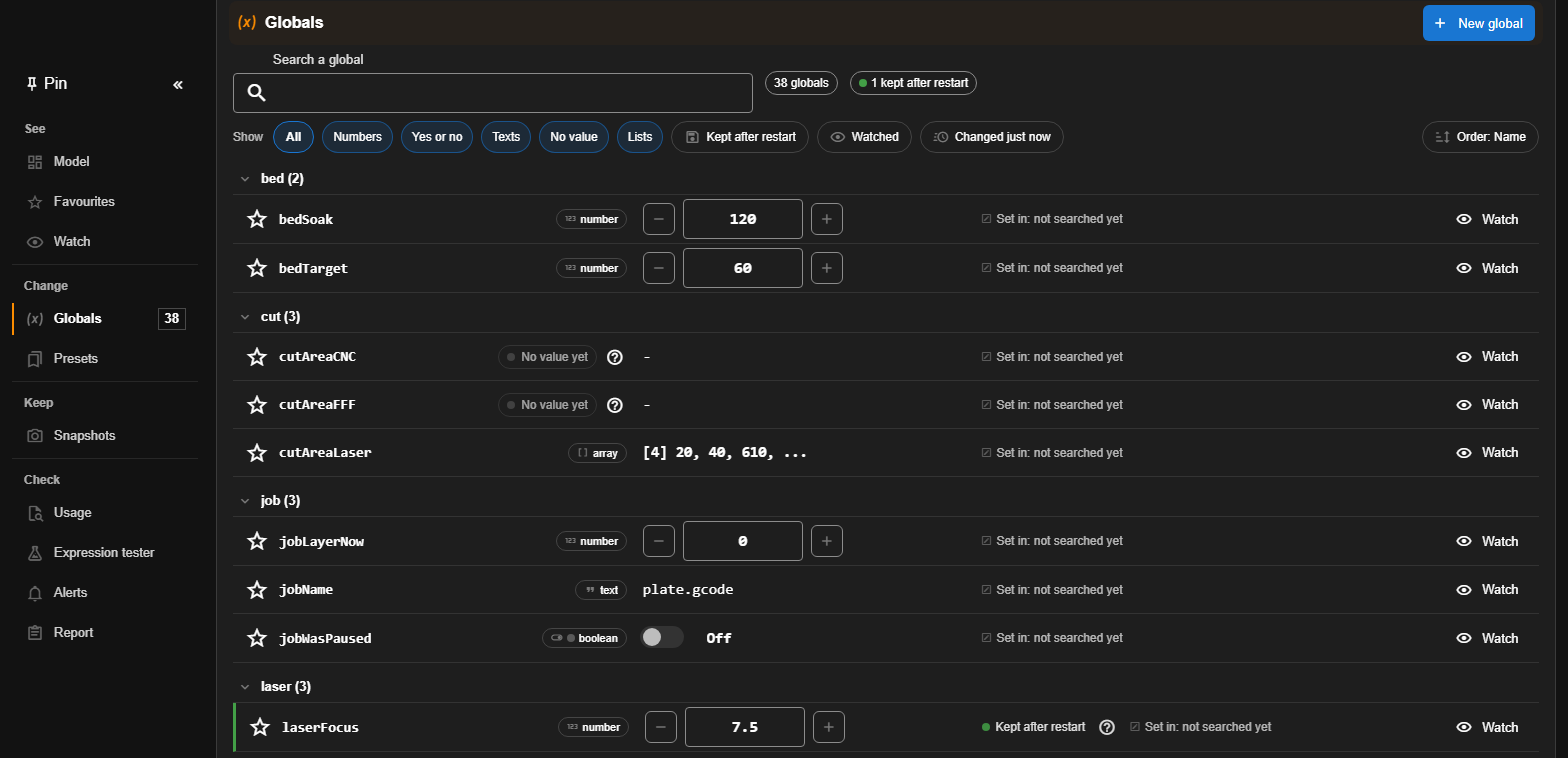 (x) Globals
+ New global
Search a global
38 globals
1 kept after restart
Pin
«
See
Model
Favourites
Watch
Change
(x) Globals 38
Presets
Keep
Snapshots
Check
Usage
Expression tester
Alerts
Report
Show All Numbers Yes or no Texts No value Lists Kept after restart Watched Changed just now Order: Name
bed (2)
bedSoak 123 number − 120 + Set in: not searched yet Watch
bedTarget 123 number − 60 + Set in: not searched yet Watch
cut (3)
cutAreaCNC No value yet ? - Set in: not searched yet Watch
cutAreaFFF No value yet ? - Set in: not searched yet Watch
cutAreaLaser [ ] array [4] 20, 40, 610, ... Set in: not searched yet Watch
job (3)
jobLayerNow 123 number − 0 + Set in: not searched yet Watch
jobName " text plate.gcode Set in: not searched yet Watch
jobWasPaused boolean Off Set in: not searched yet Watch
laser (3)
laserFocus 123 number − 7.5 + Kept after restart ? Set in: not searched yet Watch